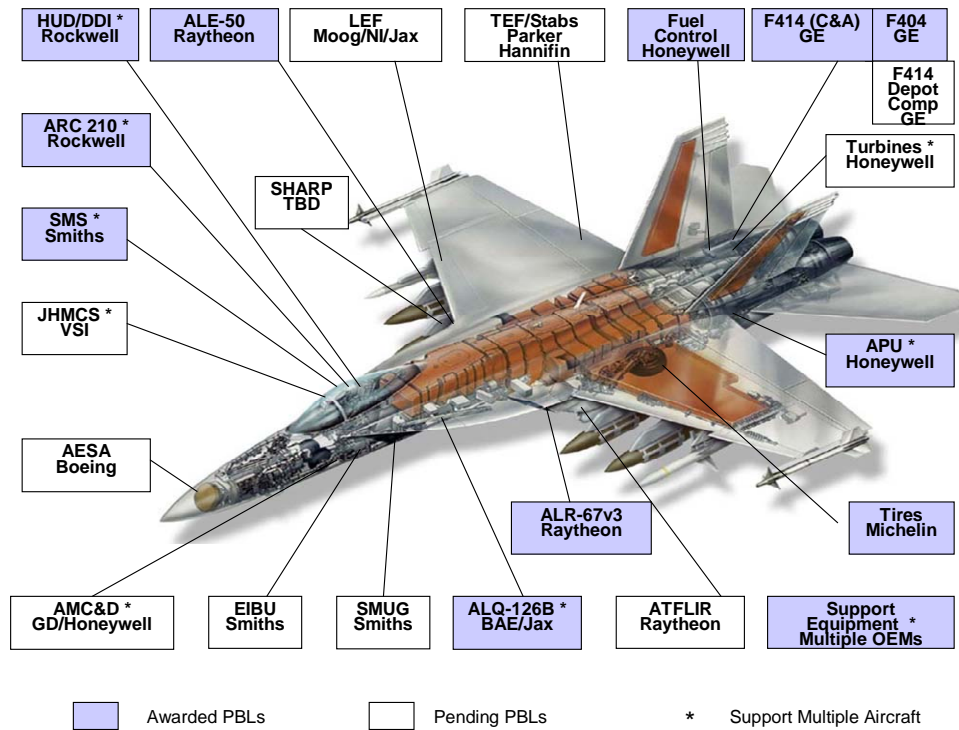 HUD/DDI *
Rockwell
ALE-50
Raytheon
LEF
Moog/NI/Jax
TEF/Stabs
Parker
Hannifin
Fuel
Control
Honeywell
F414 (C&A)
GE
F404
GE
F414
Depot
Comp
GE
ARC 210 *
Rockwell
Turbines *
Honeywell
SHARP
TBD
SMS *
Smiths
JHMCS *
VSI
APU *
Honeywell
AESA
Boeing
ALR-67v3
Raytheon
Tires
Michelin
AMC&D *
GD/Honeywell
EIBU
Smiths
SMUG
Smiths
ALQ-126B *
BAE/Jax
ATFLIR
Raytheon
Support
Equipment *
Multiple OEMs
Awarded PBLs
Pending PBLs
* Support Multiple Aircraft